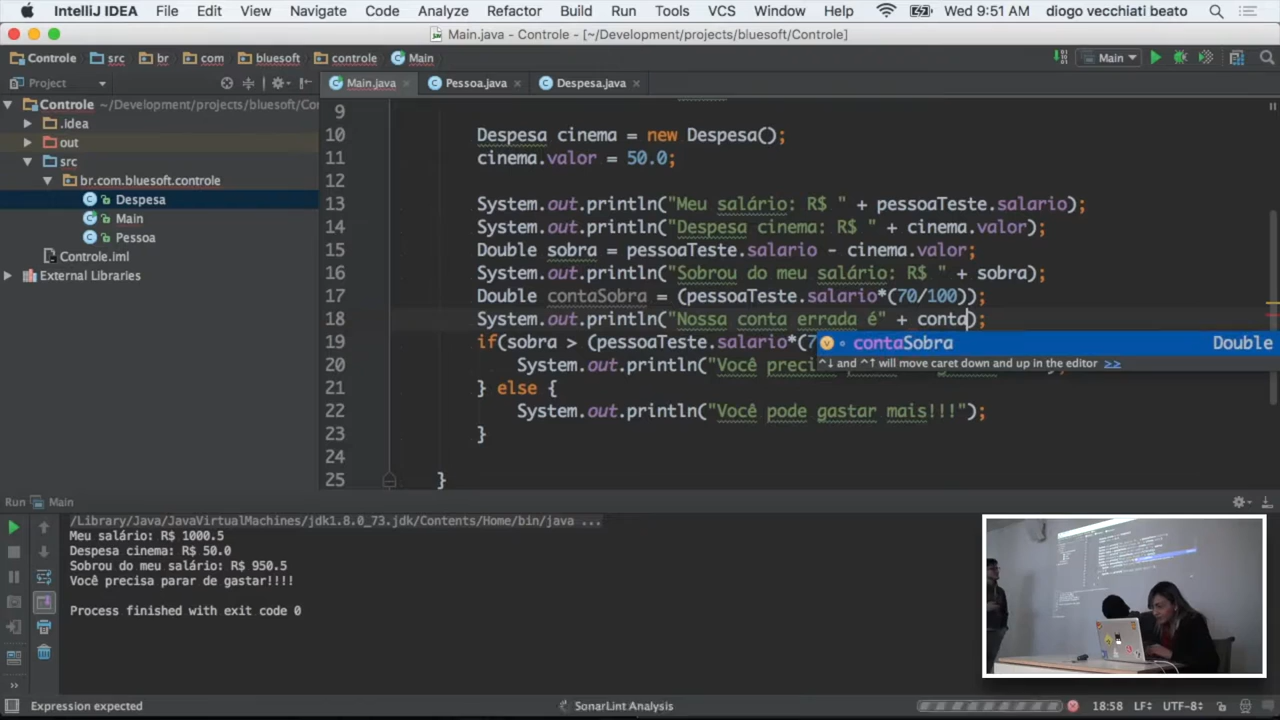 IntelliJ IDEA File Edit View Navigate Code Analyze Refactor Build Run Tools VCS Window Help Wed 9:51 AM diogo vecchiati beato
Main.java - Controle - [~/Development/projects/bluesoft/Controle]
Controle src br com bluesoft controle Main Main
Project Main.java Pessoa.java Despesa.java
Controle ~/Development/projects/bluesoft/Co
.idea
out
src
br.com.bluesoft.controle
Despesa
Main
Pessoa
Controle.iml
External Libraries
9
10 Despesa cinema = new Despesa();
11 cinema.valor = 50.0;
12
13 System.out.println("Meu salário: R$ " + pessoaTeste.salario);
14 System.out.println("Despesa cinema: R$ " + cinema.valor);
15 Double sobra = pessoaTeste.salario - cinema.valor;
16 System.out.println("Sobrou do meu salário: R$ " + sobra);
17 Double contaSobra = (pessoaTeste.salario*(70/100));
18 System.out.println("Nossa conta errada é" + conta);
19 if(sobra > (pessoaTeste.salario*(7
contaSobra Double
^↓ and ^↑ will move caret down and up in the editor >>
20 System.out.println("Você preci
21 } else {
22 System.out.println("Você pode gastar mais!!!");
23 }
24
25 }
Run Main
/Library/Java/JavaVirtualMachines/jdk1.8.0_73.jdk/Contents/Home/bin/java ...
Meu salário: R$ 1000.5
Despesa cinema: R$ 50.0
Sobrou do meu salário: R$ 950.5
Você precisa parar de gastar!!!!
Process finished with exit code 0
Expression expected SonarLint Analysis 18:58 LF÷ UTF-8÷